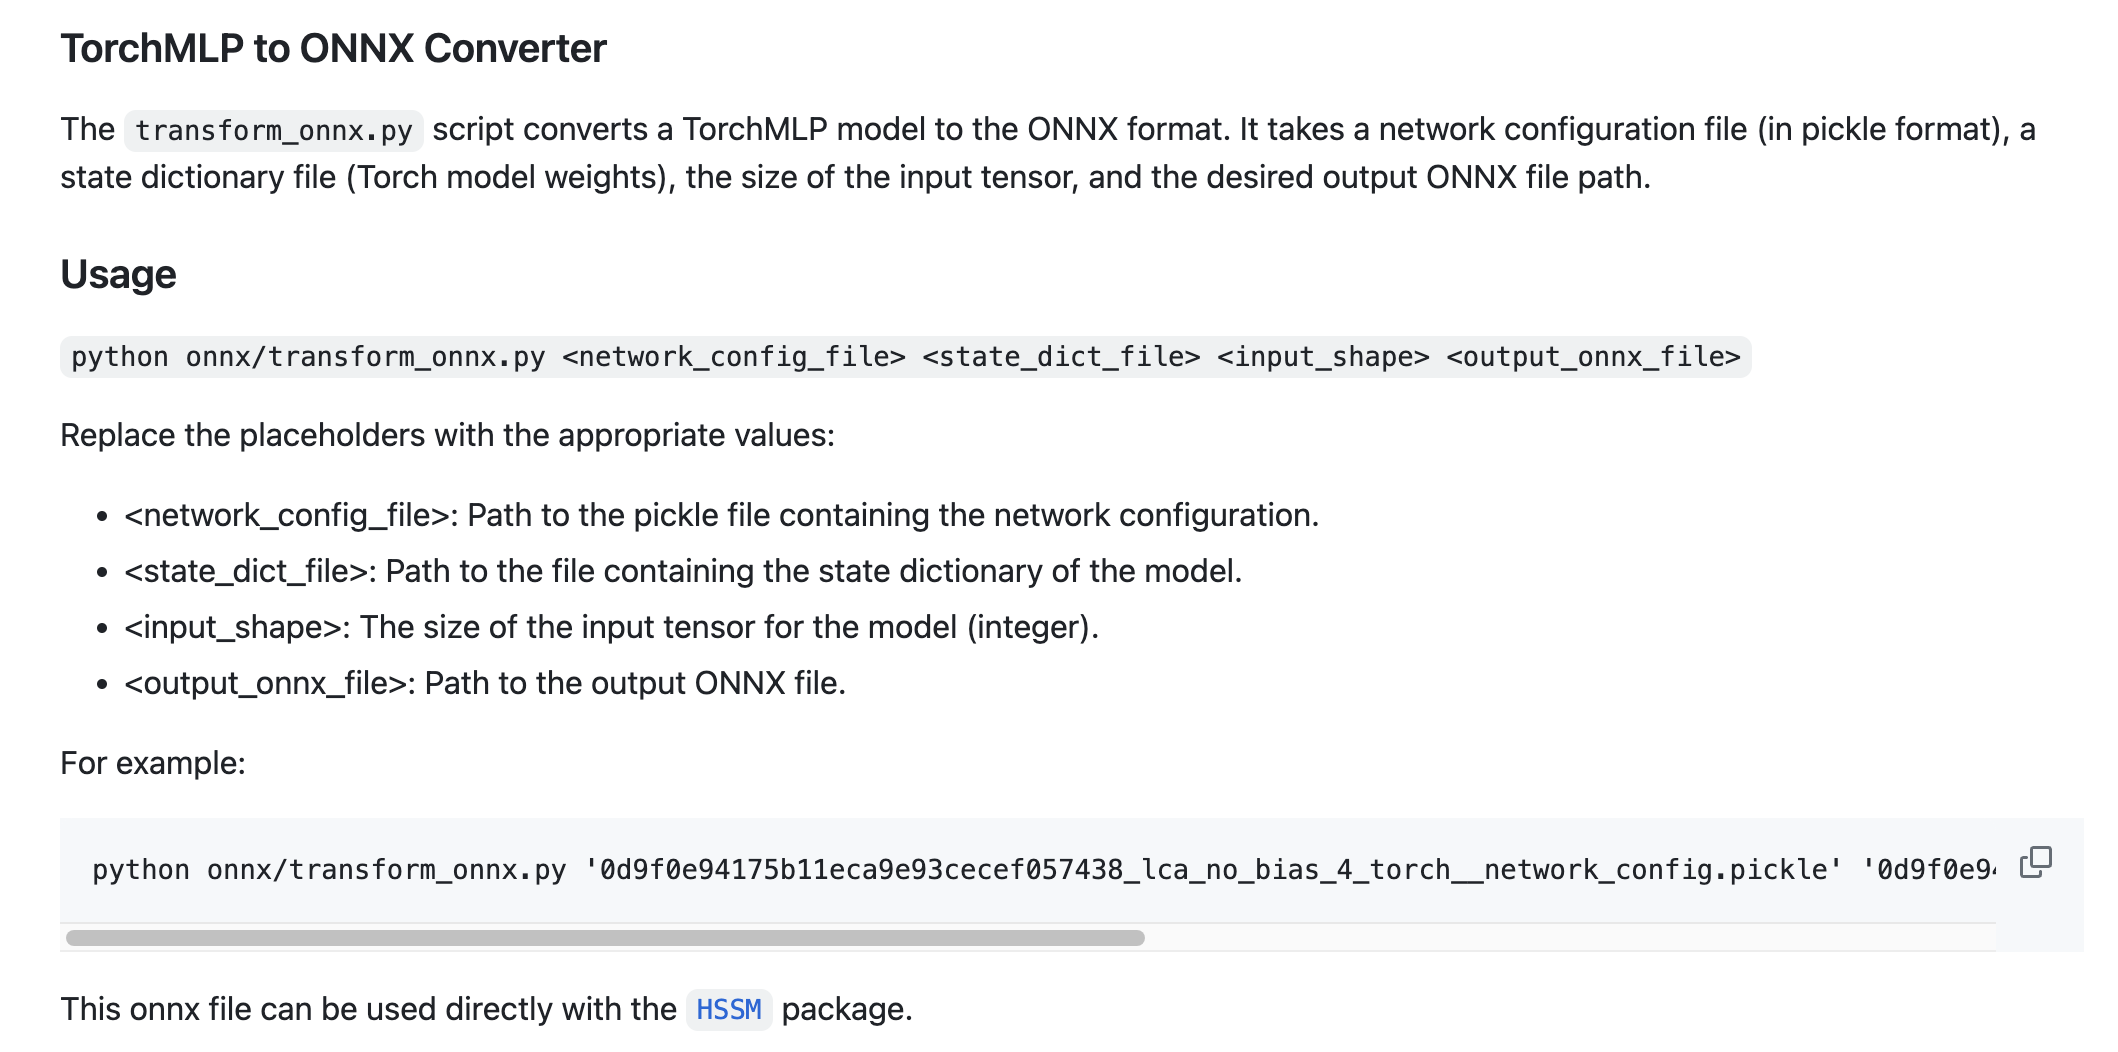 TorchMLP to ONNX Converter
The transform_onnx.py script converts a TorchMLP model to the ONNX format. It takes a network configuration file (in pickle format), a
state dictionary file (Torch model weights), the size of the input tensor, and the desired output ONNX file path.
Usage
python onnx/transform_onnx.py <network_config_file> <state_dict_file> <input_shape> <output_onnx_file>
Replace the placeholders with the appropriate values:
• <network_config_file>: Path to the pickle file containing the network configuration.
• <state_dict_file>: Path to the file containing the state dictionary of the model.
• <input_shape>: The size of the input tensor for the model (integer).
• <output_onnx_file>: Path to the output ONNX file.
For example:
python onnx/transform_onnx.py '0d9f0e94175b11eca9e93cecef057438_lca_no_bias_4_torch__network_config.pickle' '0d9f0e94
This onnx file can be used directly with the HSSM package.